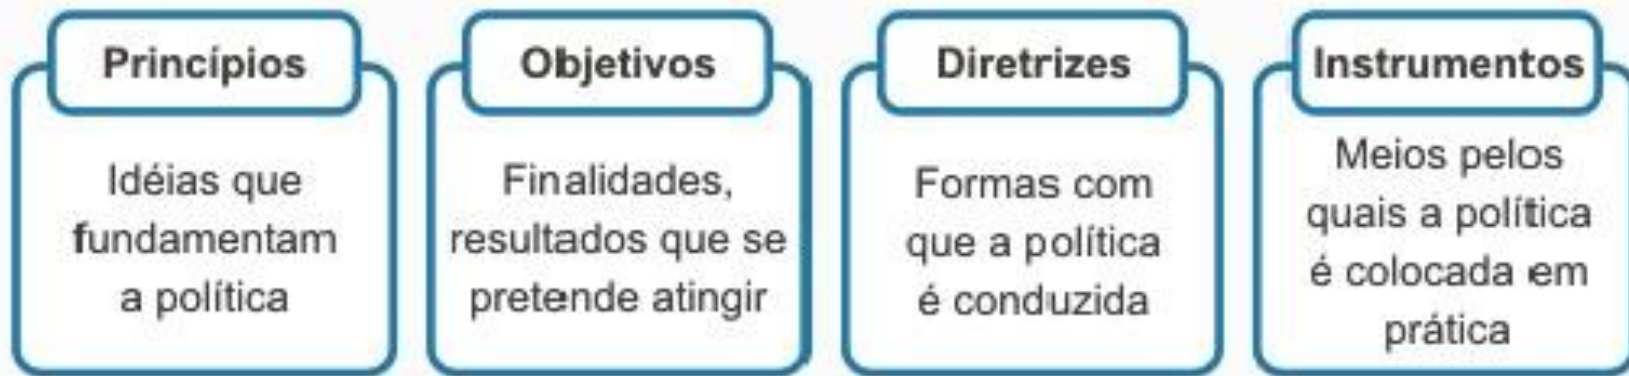 Princípios
Idéias que
fundamentam
a política
Objetivos
Finalidades,
resultados que se
pretende atingir
Diretrizes
Formas com
que a política
é conduzida
Instrumentos
Meios pelos
quais a política
é colocada em
prática